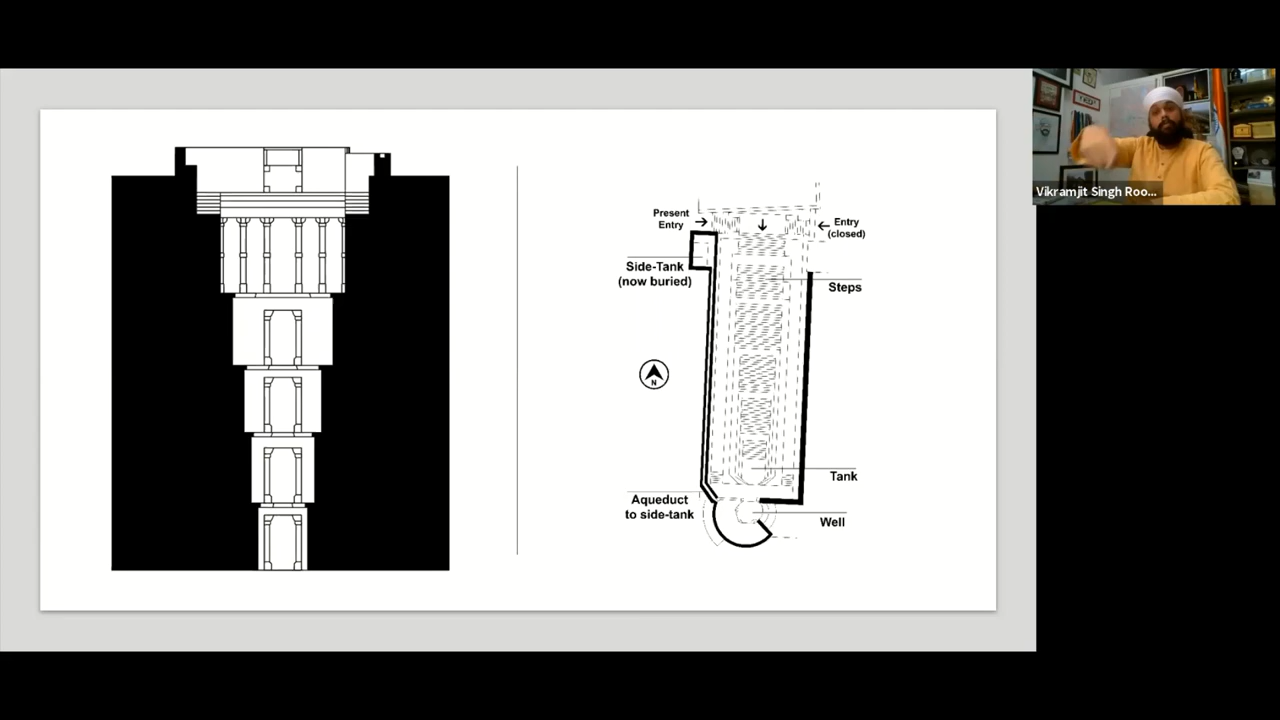 Present
Entry
Entry
(closed)
Side-Tank
(now buried)
Steps
N
Tank
Aqueduct
to side-tank
Well
Vikramjit Singh Roo...